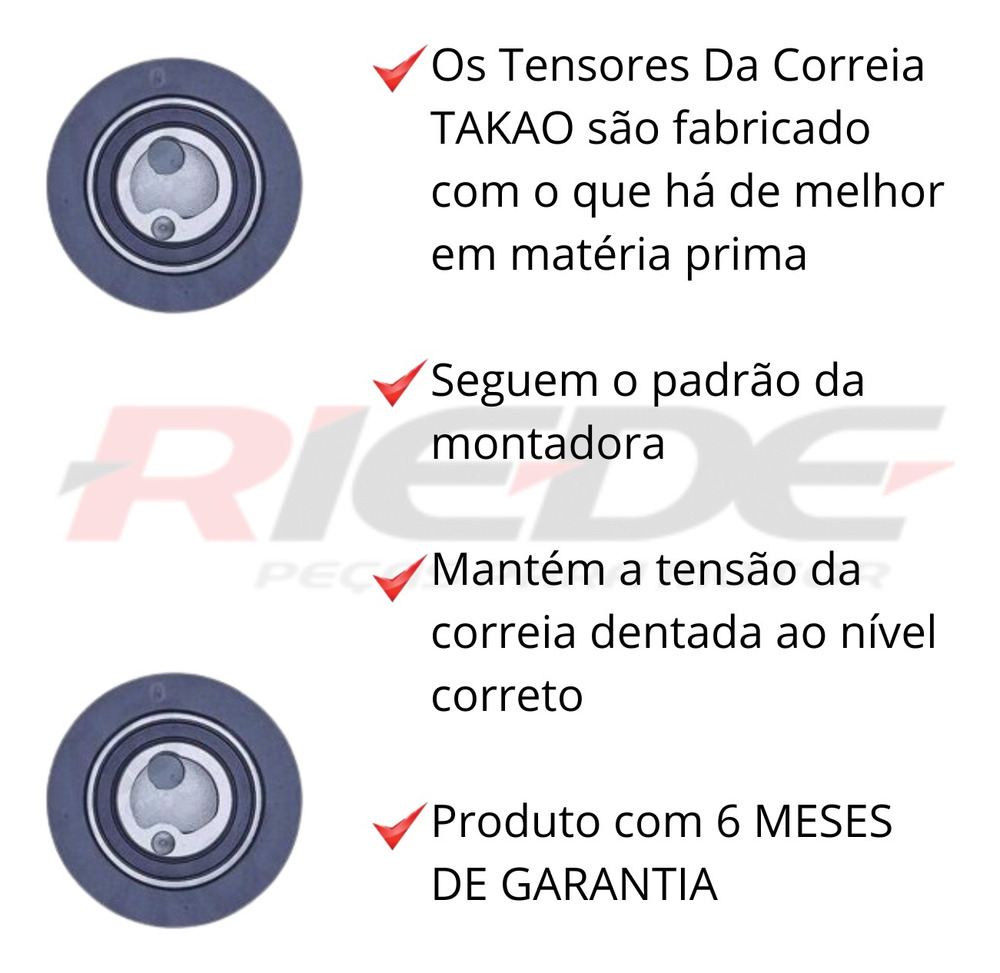 Os Tensores Da Correia
TAKAO são fabricado
com o que há de melhor
em matéria prima
Seguem o padrão da
montadora
RIEDE
Mantém a tensão da
correia dentada ao nível
correto
Produto com 6 MESES
DE GARANTIA